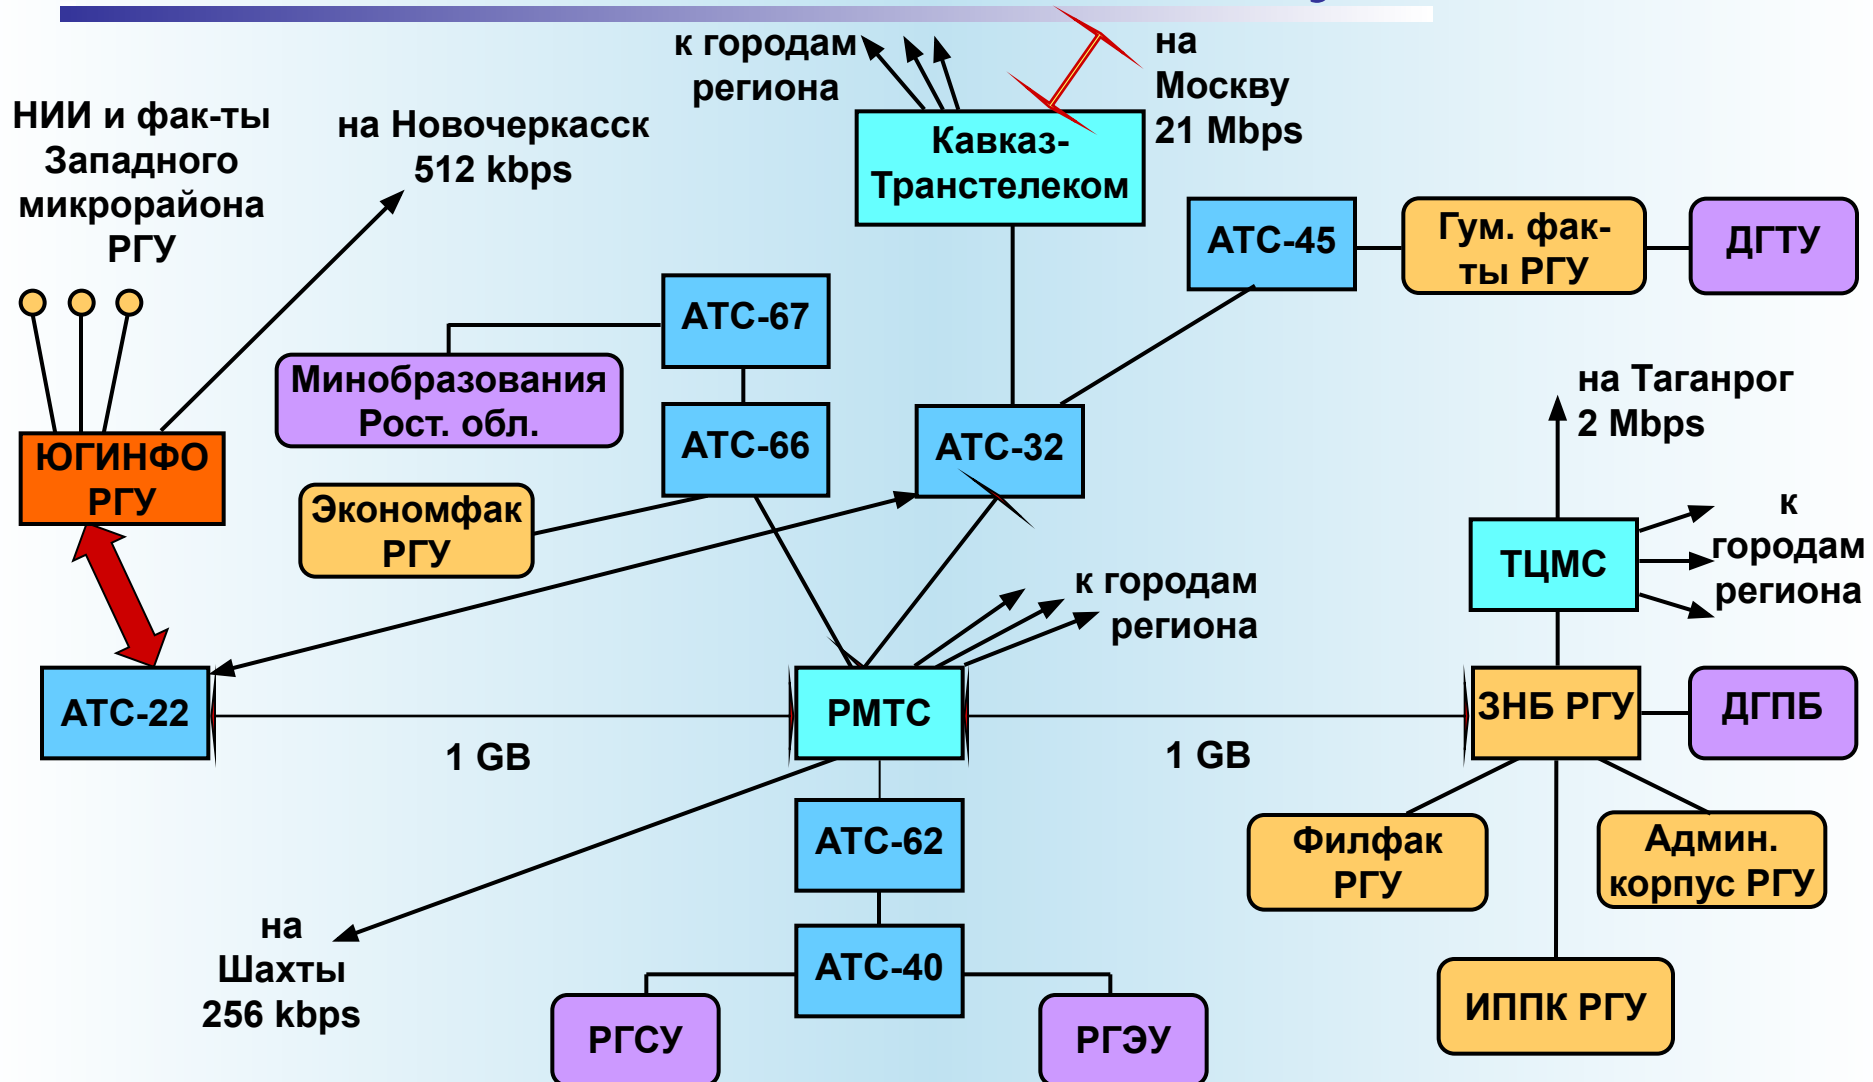 к городам
региона
на
Москву
21 Mbps
НИИ и фак-ты
Западного
микрорайона
РГУ
на Новочеркасск
512 kbps
Кавказ-
Транстелеком
АТС-45
Гум. фак-
ты РГУ
ДГТУ
АТС-67
Минобразования
Рост. обл.
АТС-66
АТС-32
на Таганрог
2 Mbps
ЮГИНФО
РГУ
Экономфак
РГУ
ТЦМС
к
городам
региона
к городам
региона
АТС-22
РМТС
ЗНБ РГУ
ДГПБ
1 GB
1 GB
АТС-62
Филфак
РГУ
Админ.
корпус РГУ
на
Шахты
256 kbps
АТС-40
ИППК РГУ
РГСУ
РГЭУ